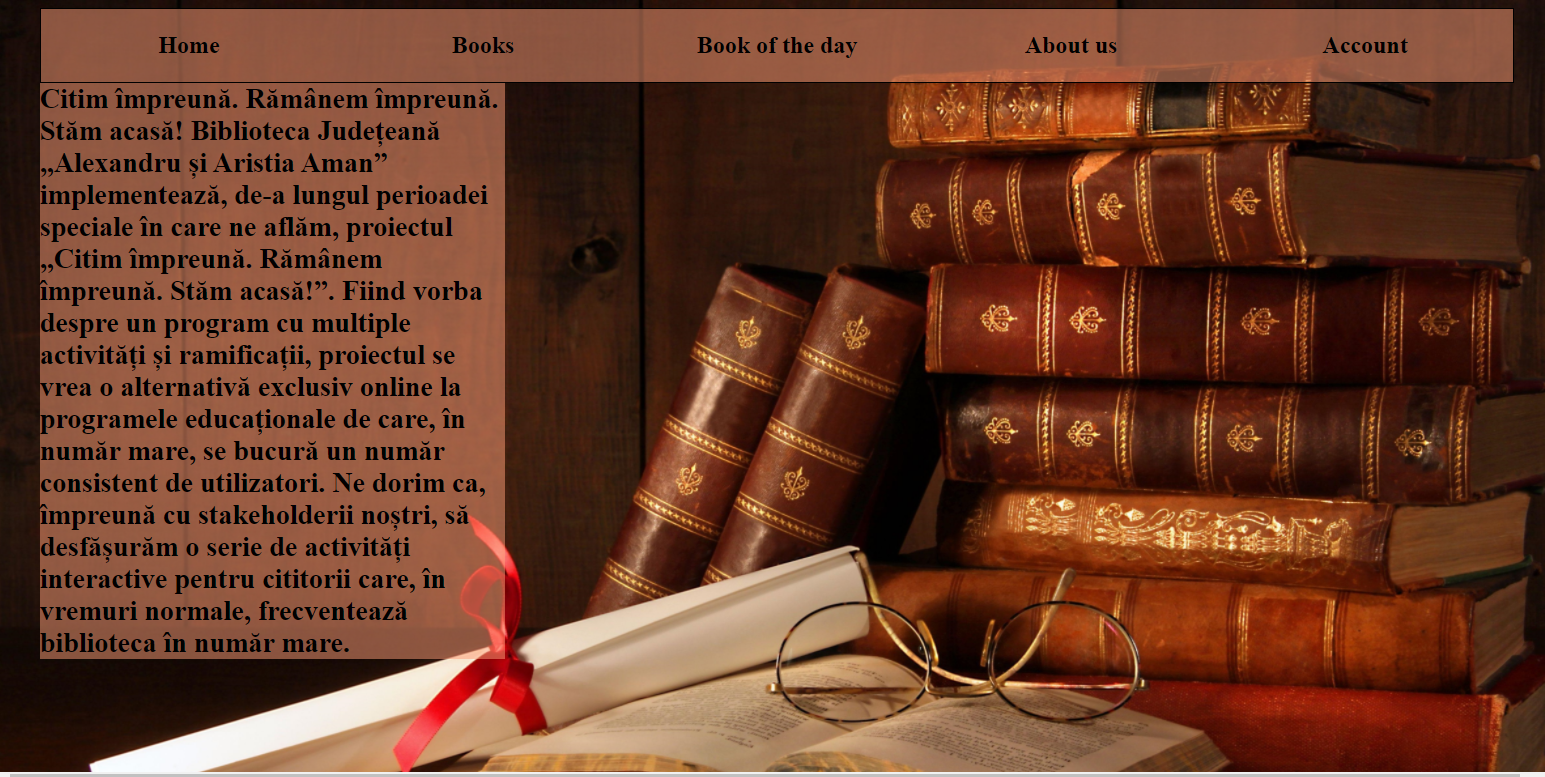 Home Books Book of the day About us Account
Citim împreună. Rămânem împreună.
Stăm acasă! Biblioteca Județeană
„Alexandru și Aristia Aman”
implementează, de-a lungul perioadei
speciale în care ne aflăm, proiectul
„Citim împreună. Rămânem
împreună. Stăm acasă!”. Fiind vorba
despre un program cu multiple
activități și ramificații, proiectul se
vrea o alternativă exclusiv online la
programele educaționale de care, în
număr mare, se bucură un număr
consistent de utilizatori. Ne dorim ca,
împreună cu stakeholderii noștri, să
desfășurăm o serie de activități
interactive pentru cititorii care, în
vremuri normale, frecventează
biblioteca în număr mare.